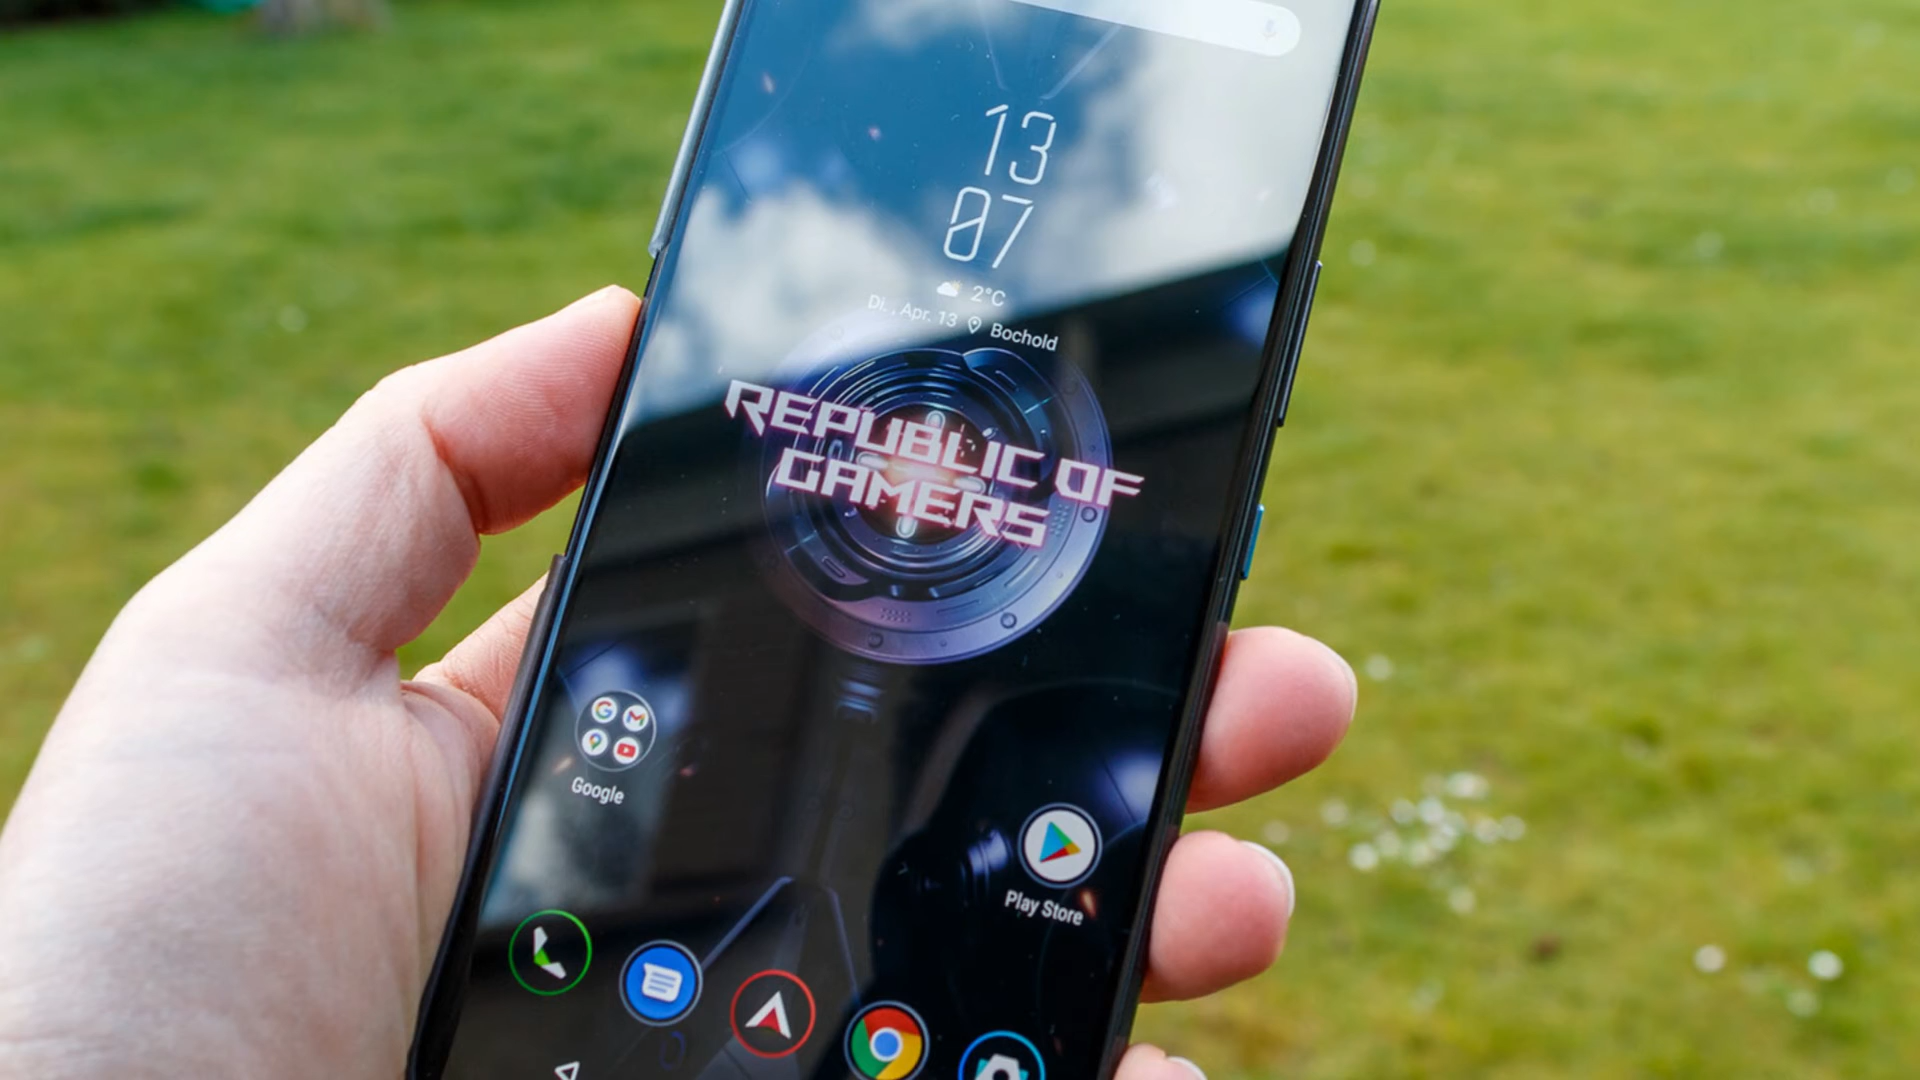 13
07
2°C
Di., Apr. 13 Bochold
REPUBLIC OF
GAMERS
Google
Play Store